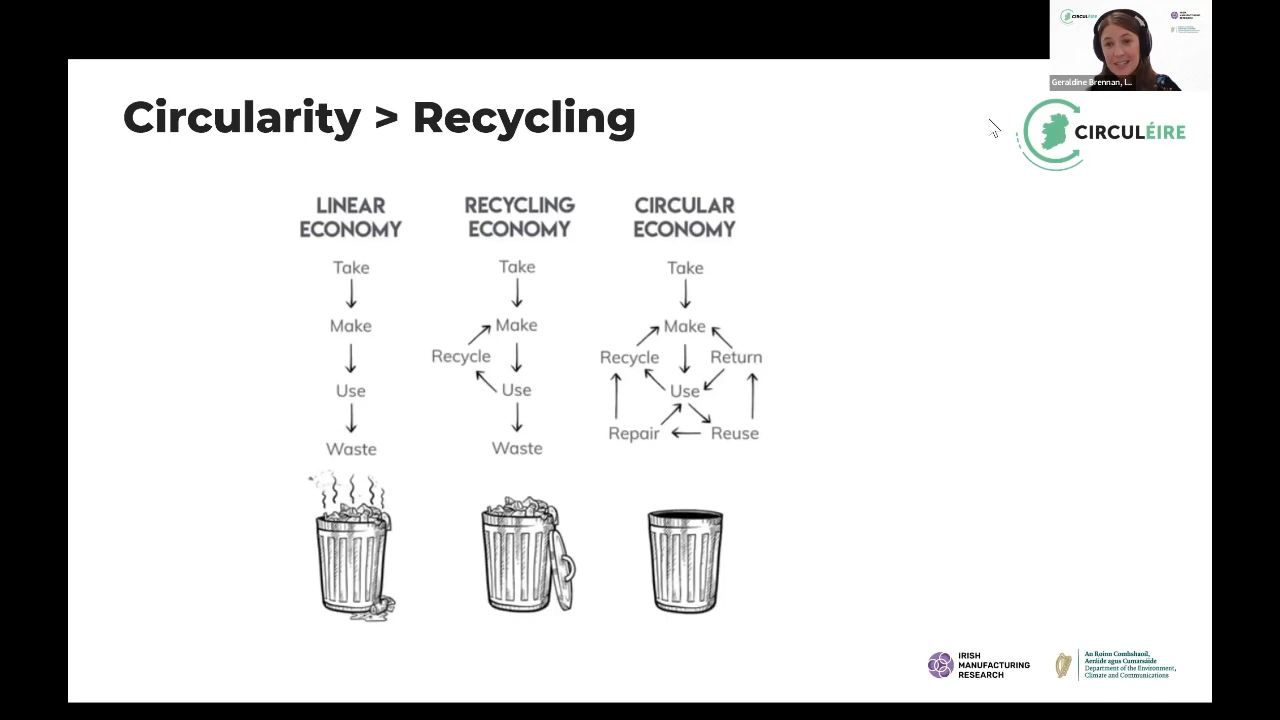 CIRCULÉIRE
Geraldine Brennan, L...
Circularity > Recycling
CIRCULÉIRE
LINEAR
ECONOMY
Take
Make
Use
Waste
RECYCLING
ECONOMY
Take
Make
Recycle
Use
Waste
CIRCULAR
ECONOMY
Take
Make
Recycle
Return
Use
Repair
Reuse
IRISH
MANUFACTURING
RESEARCH
An Roinn Comhshaoil,
Aeráide agus Cumarsáide
Department of the Environment,
Climate and Communications